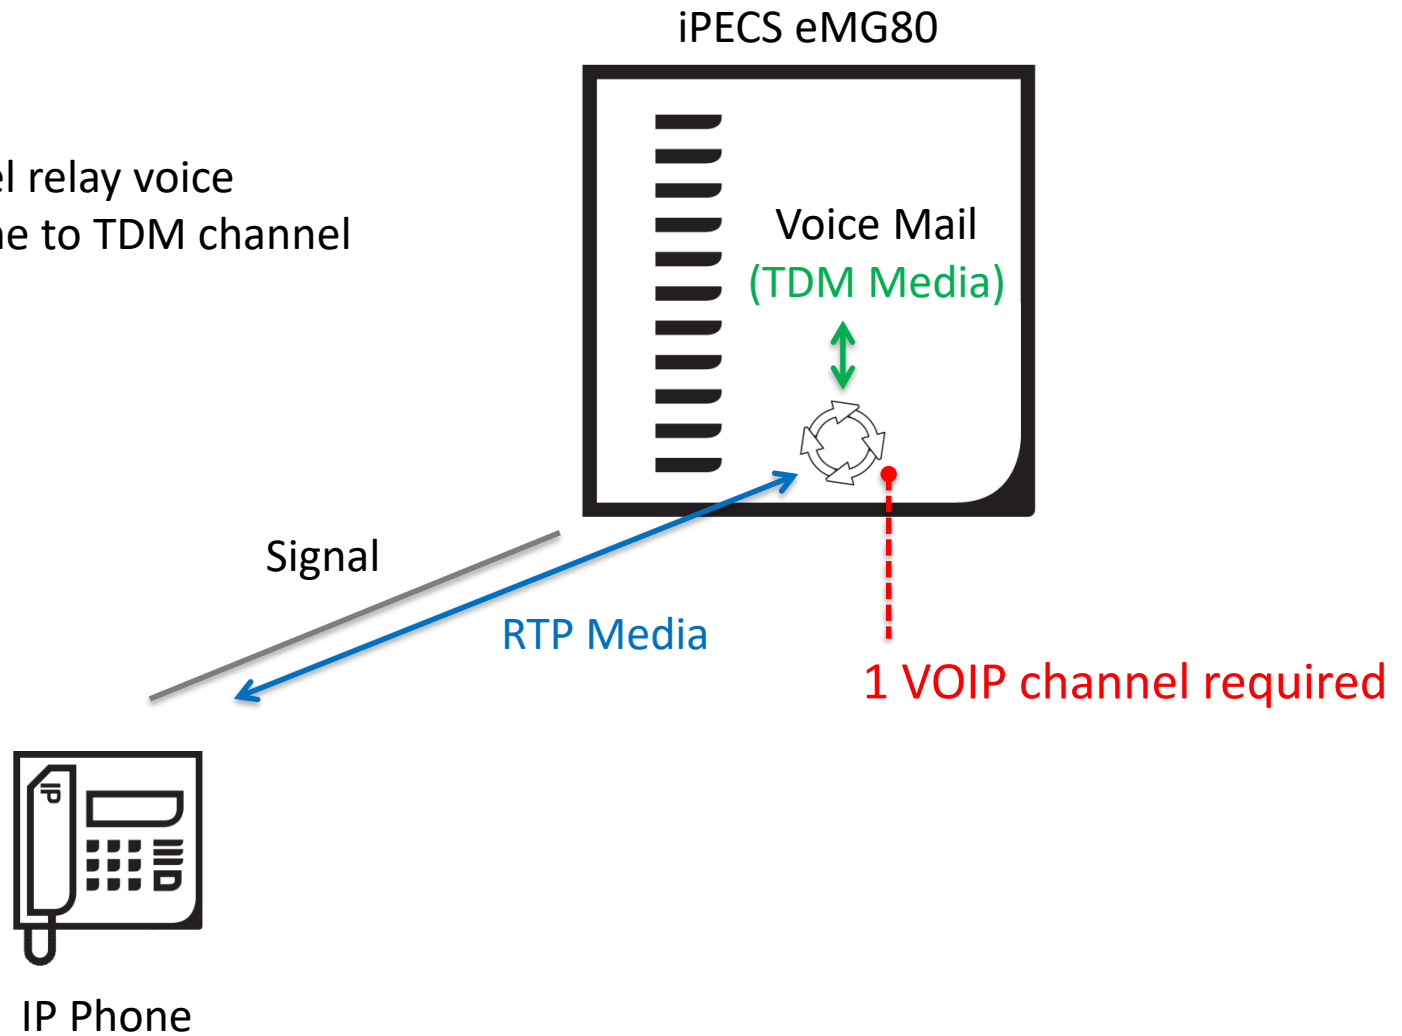 iPECS eMG80
el relay voice
ne to TDM channel
Voice Mail
(TDM Media)
Signal
RTP Media
1 VOIP channel required
IP
IP Phone